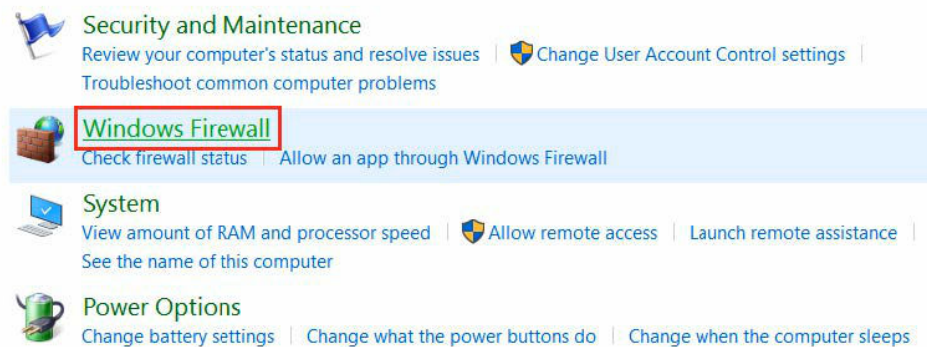 Security and Maintenance
Review your computer's status and resolve issues | Change User Account Control settings |
Troubleshoot common computer problems
Windows Firewall
Check firewall status | Allow an app through Windows Firewall
System
View amount of RAM and processor speed | Allow remote access | Launch remote assistance |
See the name of this computer
Power Options
Change battery settings | Change what the power buttons do | Change when the computer sleeps